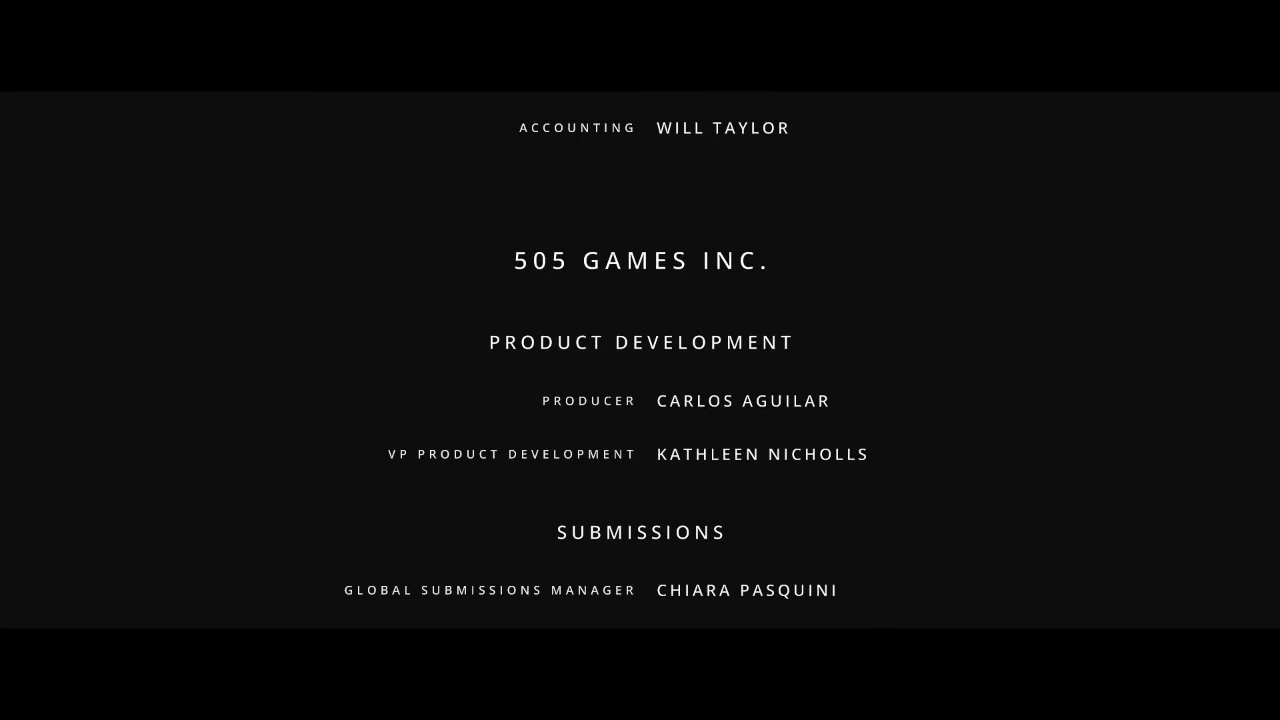 ACCOUNTING WILL TAYLOR
505 GAMES INC.
PRODUCT DEVELOPMENT
PRODUCER CARLOS AGUILAR
VP PRODUCT DEVELOPMENT KATHLEEN NICHOLLS
SUBMISSIONS
GLOBAL SUBMISSIONS MANAGER CHIARA PASQUINI